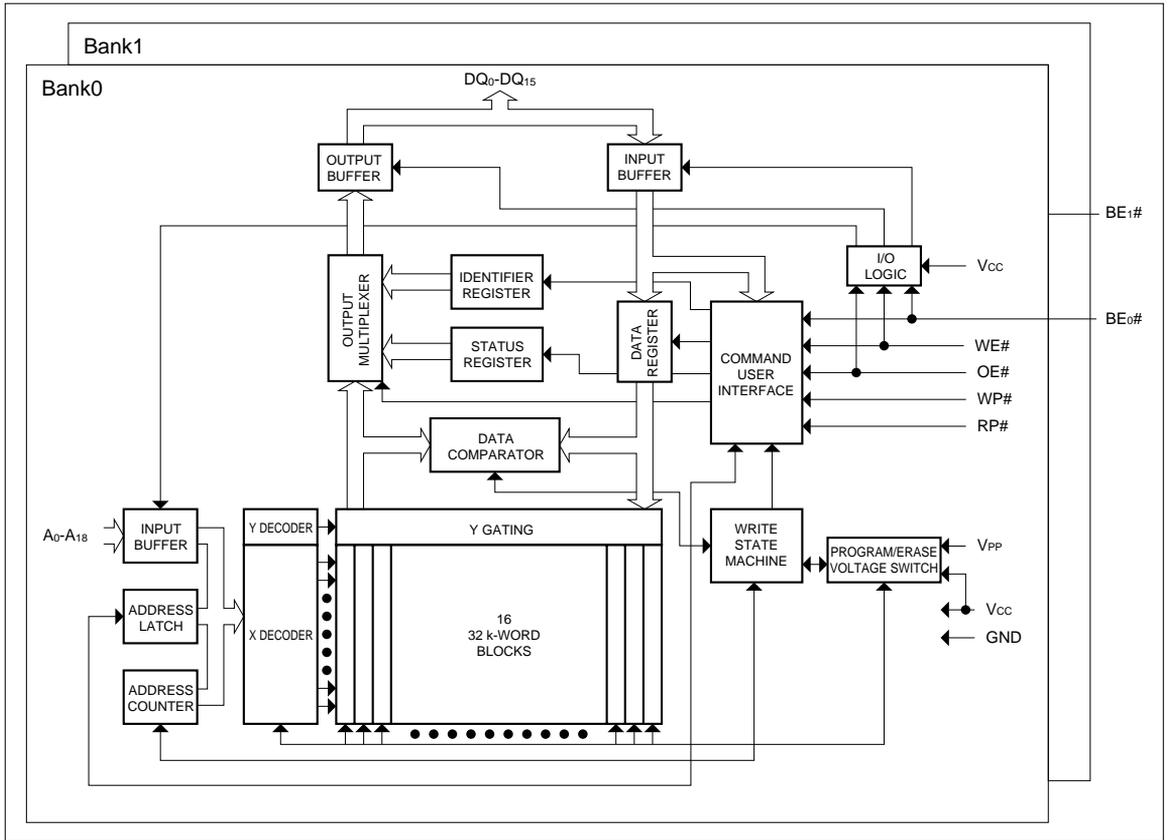 Bank1
Bank0
DQ0-DQ15
OUTPUT
BUFFER
INPUT
BUFFER
BE1#
I/O
LOGIC
VCC
IDENTIFIER
REGISTER
OUTPUT
MULTIPLEXER
STATUS
REGISTER
DATA
REGISTER
COMMAND
USER
INTERFACE
BE0#
WE#
OE#
WP#
RP#
DATA
COMPARATOR
A0-A18
INPUT
BUFFER
Y DECODER
Y GATING
WRITE
STATE
MACHINE
PROGRAM/ERASE
VOLTAGE SWITCH
VPP
VCC
GND
ADDRESS
LATCH
X DECODER
16
32 k-WORD
BLOCKS
ADDRESS
COUNTER